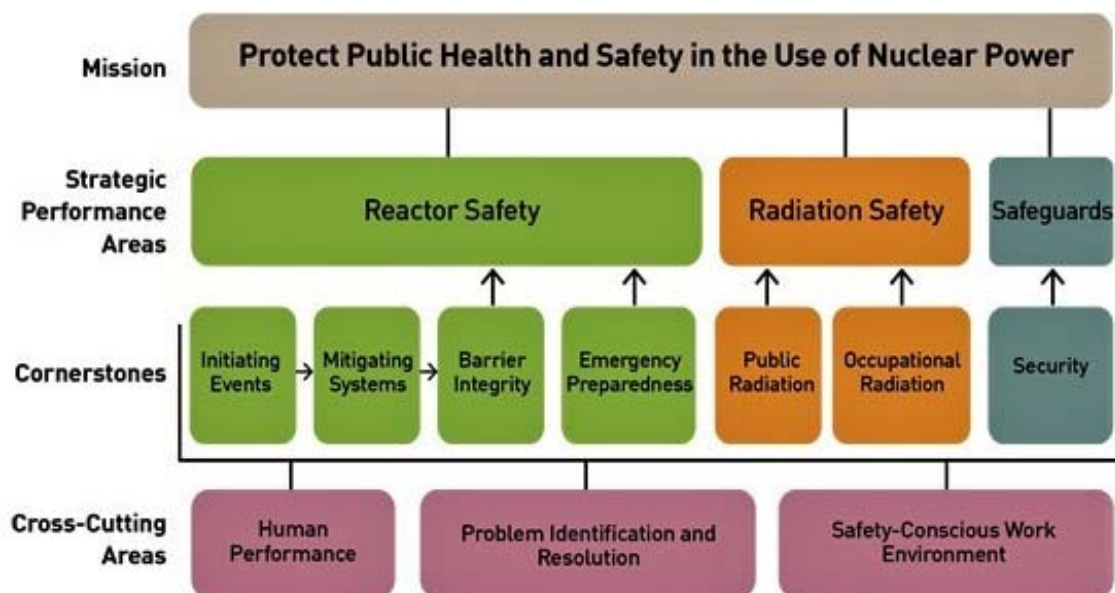 Mission
Protect Public Health and Safety in the Use of Nuclear Power
Strategic
Performance
Areas
Reactor Safety
Radiation Safety
Safeguards
Cornerstones
Initiating
Events
Mitigating
Systems
Barrier
Integrity
Emergency
Preparedness
Public
Radiation
Occupational
Radiation
Security
Cross-Cutting
Areas
Human
Performance
Problem Identification and
Resolution
Safety-Conscious Work
Environment